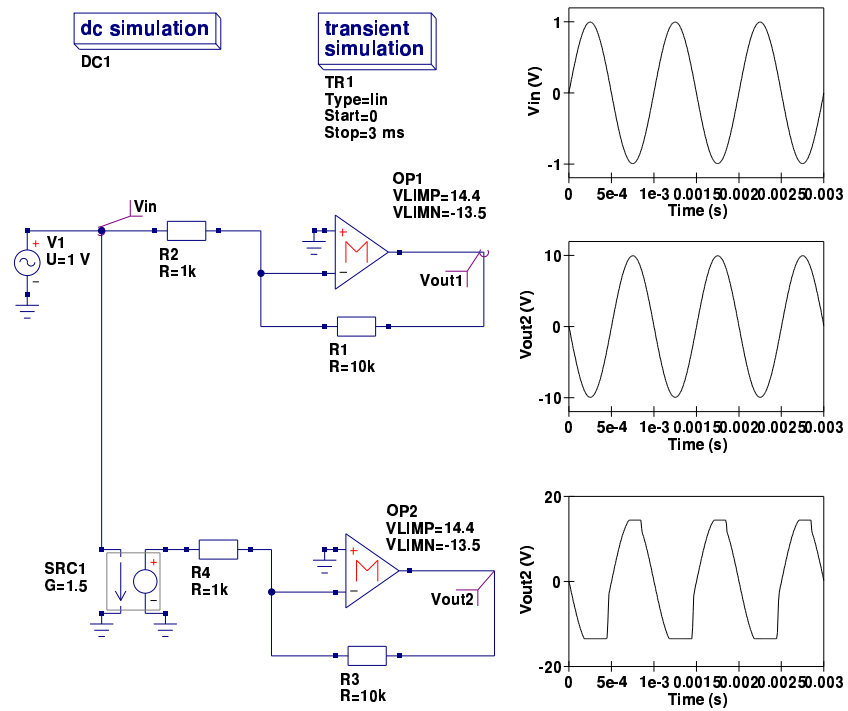 dc simulation
DC1
transient
simulation
TR1
Type=lin
Start=0
Stop=3 ms
Vin
V1
U=1 V
+
−
R2
R=1k
OP1
VLIMP=14.4
VLIMN=-13.5
+
M
−
Vout1
R1
R=10k
SRC1
G=1.5
+
−
R4
R=1k
OP2
VLIMP=14.4
VLIMN=-13.5
+
M
−
Vout2
R3
R=10k
Vin (V)
1
0
-1
0 5e-4 1e-3 0.0015 0.002 0.0025 0.003
Time (s)
Vout2 (V)
10
0
-10
0 5e-4 1e-3 0.0015 0.002 0.0025 0.003
Time (s)
Vout2 (V)
20
0
-20
0 5e-4 1e-3 0.0015 0.002 0.0025 0.003
Time (s)